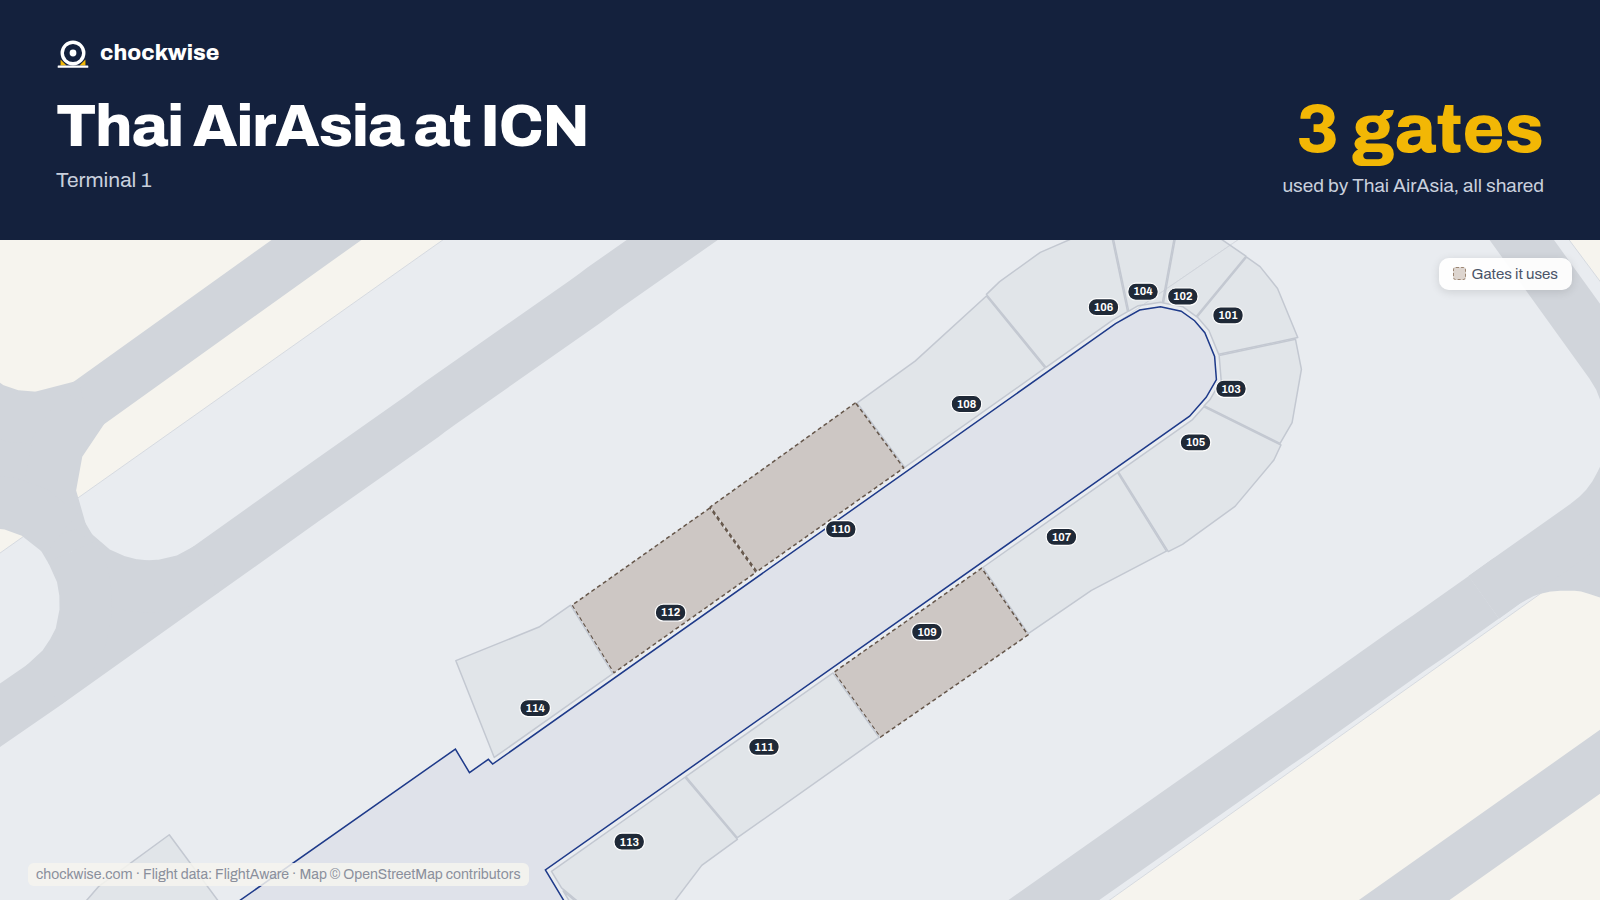 chockwise
Thai AirAsia at ICN
Terminal 1
3 gates
used by Thai AirAsia, all shared
Gates it uses
104
102
106
101
103
108
105
110
107
112
109
114
111
113
chockwise.com · Flight data: FlightAware · Map © OpenStreetMap contributors